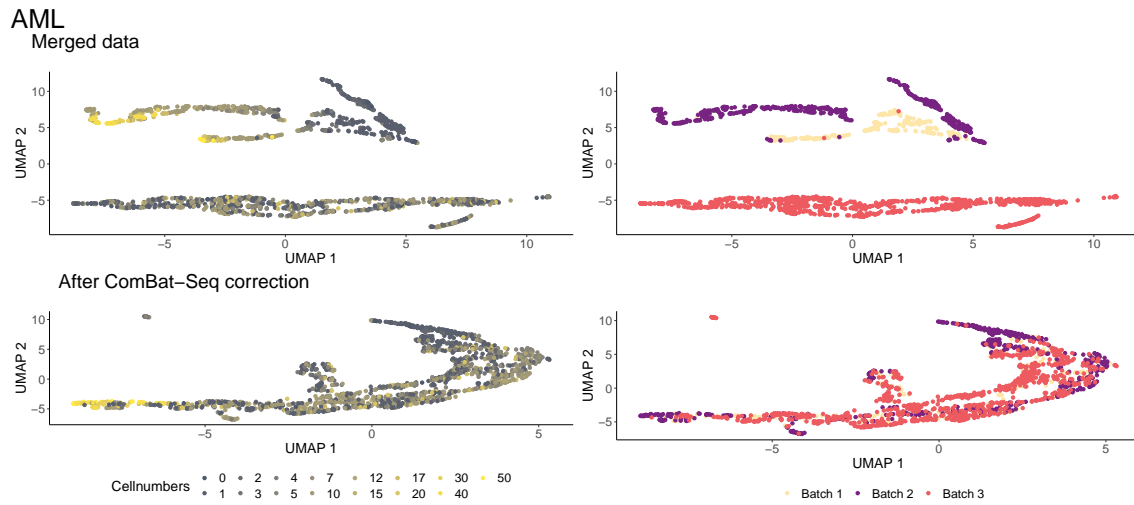 AML
Merged data
10
5
0
−5
UMAP 2
−5 0 5 10
UMAP 1
10
5
0
−5
UMAP 2
−5 0 5 10
UMAP 1
After ComBat−Seq correction
10
5
0
−5
UMAP 2
−5 0 5
UMAP 1
10
5
0
−5
UMAP 2
−5 0 5
UMAP 1
Cellnumbers
0 2 4 7 12 17 30 50
1 3 5 10 15 20 40
Batch 1 Batch 2 Batch 3